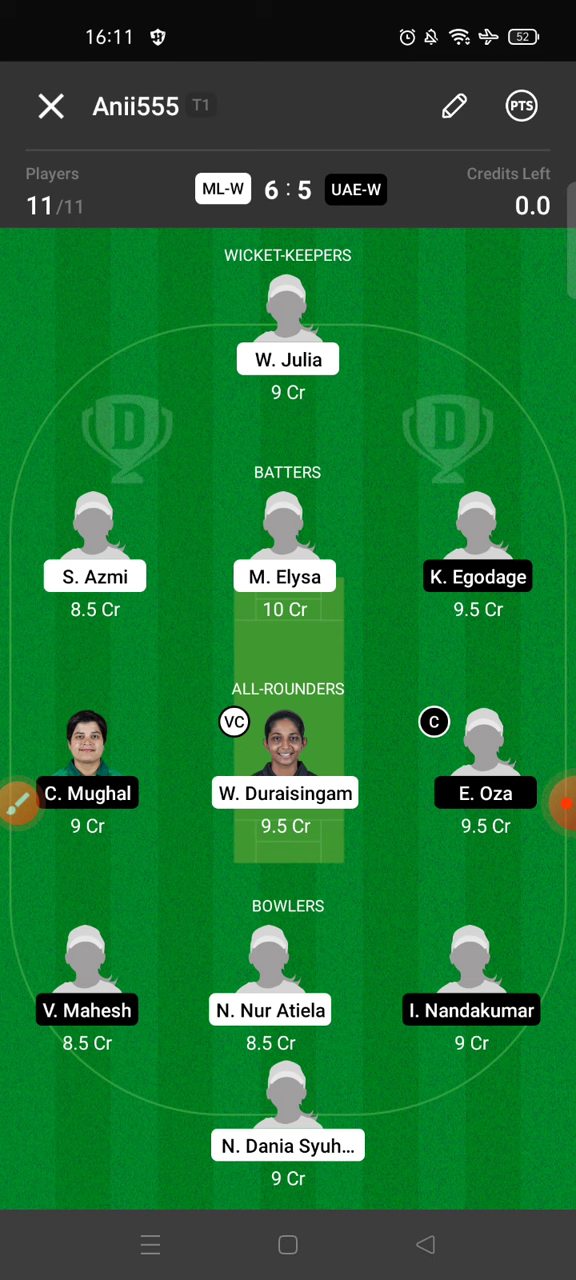 16:11
52
Anii555 T1
PTS
Players
Credits Left
11/11
ML-W 6 : 5 UAE-W
0.0
WICKET-KEEPERS
W. Julia
9 Cr
D D
BATTERS
S. Azmi M. Elysa K. Egodage
8.5 Cr 10 Cr 9.5 Cr
ALL-ROUNDERS
VC C
C. Mughal W. Duraisingam E. Oza
9 Cr 9.5 Cr 9.5 Cr
BOWLERS
V. Mahesh N. Nur Atiela I. Nandakumar
8.5 Cr 8.5 Cr 9 Cr
N. Dania Syuh...
9 Cr